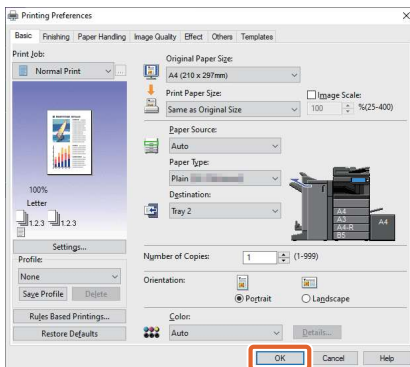 Printing Preferences
Basic Finishing Paper Handling Image Quality Effect Others Templates
Print Job:
Normal Print
...
100%
Letter
1.2.3 1.2.3
Settings...
Profile:
None
Save Profile Delete
Rules Based Printings...
Restore Defaults
Original Paper Size:
A4 (210 x 297mm)
Print Paper Size:
Same as Original Size
Image Scale:
100 %(25-400)
Paper Source:
Auto
Paper Type:
Plain
Destination:
Tray 2
A4
A3
A4-R
B5
A4
Number of Copies: 1 (1-999)
Orientation:
Portrait Landscape
Color:
Auto Details...
OK Cancel Help